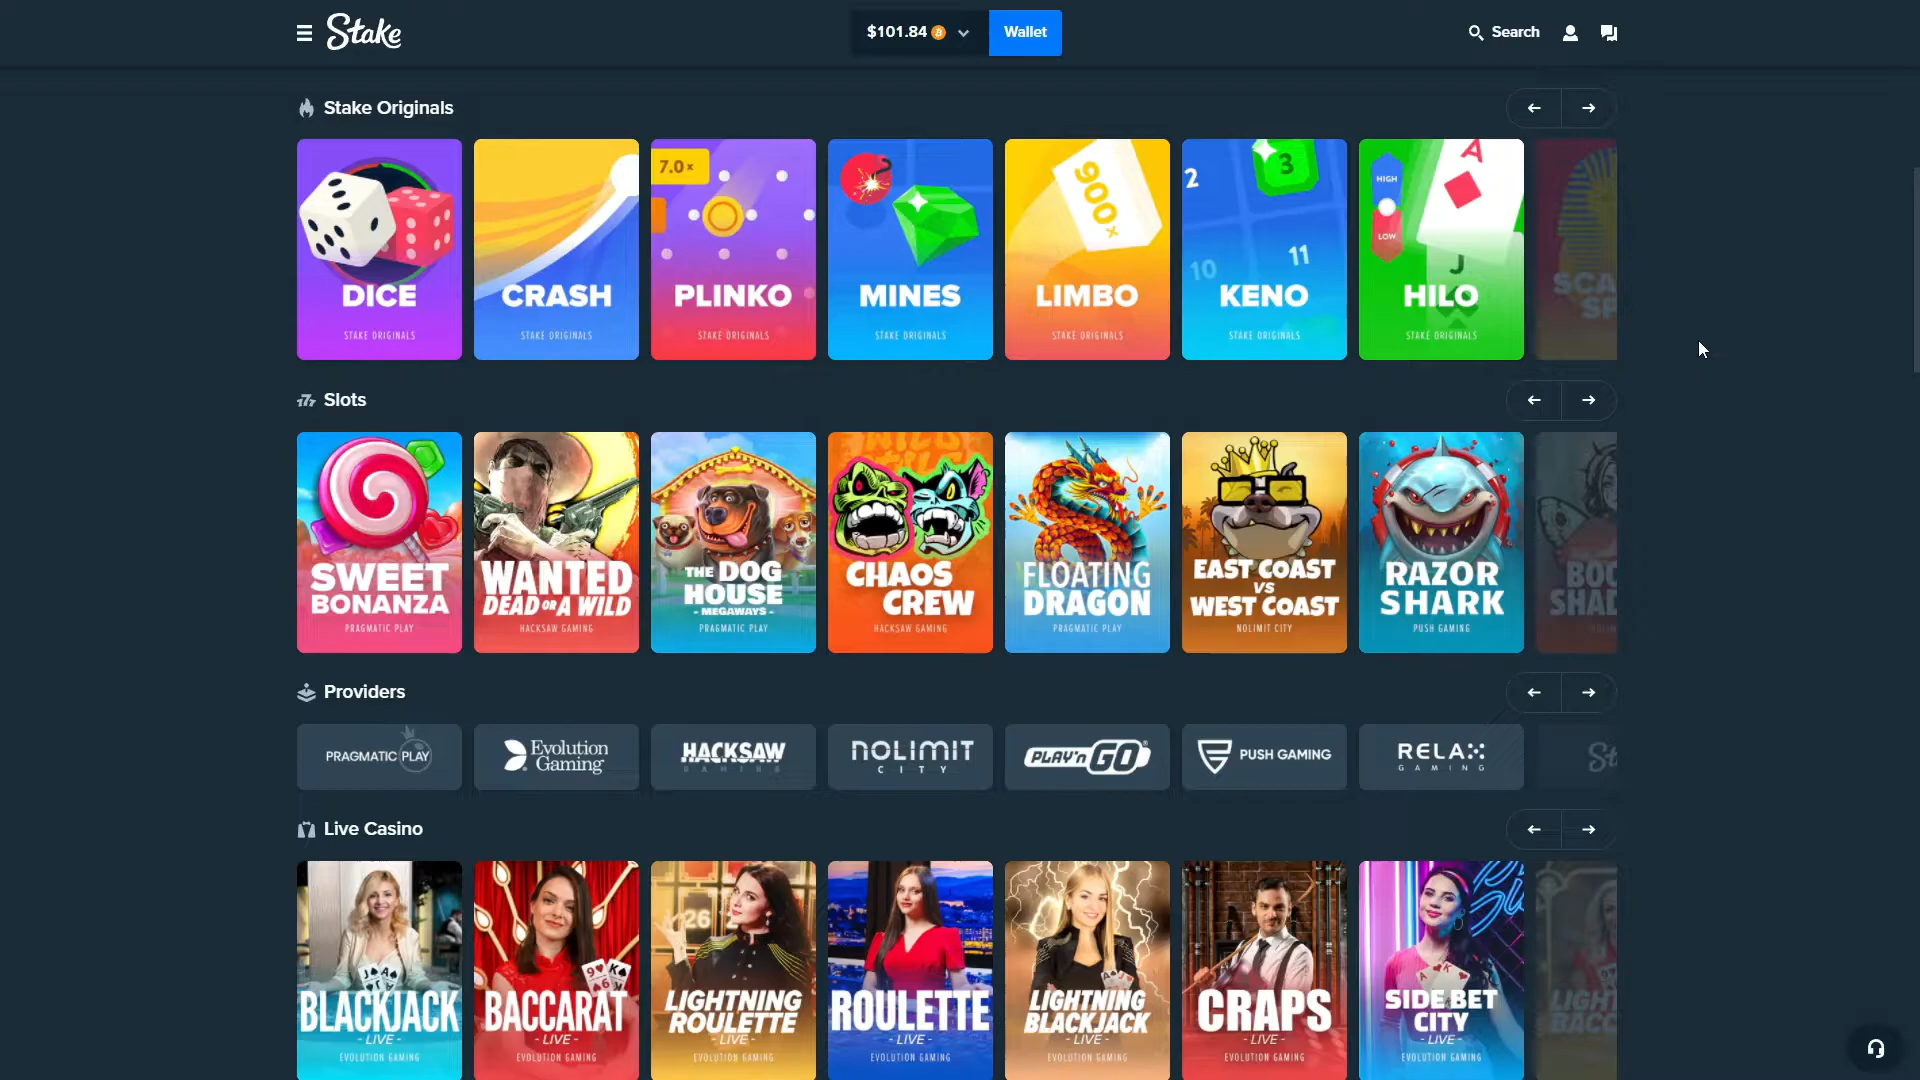 Stake
$101.84
Wallet
Search
Stake Originals
DICE
STAKE ORIGINALS
CRASH
STAKE ORIGINALS
7.0×
PLINKO
STAKE ORIGINALS
MINES
STAKE ORIGINALS
900×
LIMBO
STAKE ORIGINALS
2
3
10
11
KENO
STAKE ORIGINALS
HIGH
LOW
A
J
HILO
STAKE ORIGINALS
Slots
SWEET
BONANZA
PRAGMATIC PLAY
WANTED
DEAD OR A WILD
HACKSAW GAMING
THE DOG
HOUSE
- MEGAWAYS -
PRAGMATIC PLAY
CHAOS
CREW
HACKSAW GAMING
FLOATING
DRAGON
PRAGMATIC PLAY
EAST COAST
VS
WEST COAST
NOLIMIT CITY
RAZOR
SHARK
PUSH GAMING
Providers
PRAGMATIC PLAY
Evolution
Gaming
HACKSAW
GAMING
NOLIMIT
CITY
PLAY'n GO
PUSH GAMING
RELAX
GAMING
St
Live Casino
BLACKJACK
- LIVE -
EVOLUTION GAMING
BACCARAT
- LIVE -
EVOLUTION GAMING
26
LIGHTNING
ROULETTE
- LIVE -
EVOLUTION GAMING
ROULETTE
- LIVE -
EVOLUTION GAMING
LIGHTNING
BLACKJACK
- LIVE -
EVOLUTION GAMING
CRAPS
- LIVE -
EVOLUTION GAMING
SIDE BET
CITY
- LIVE -
EVOLUTION GAMING